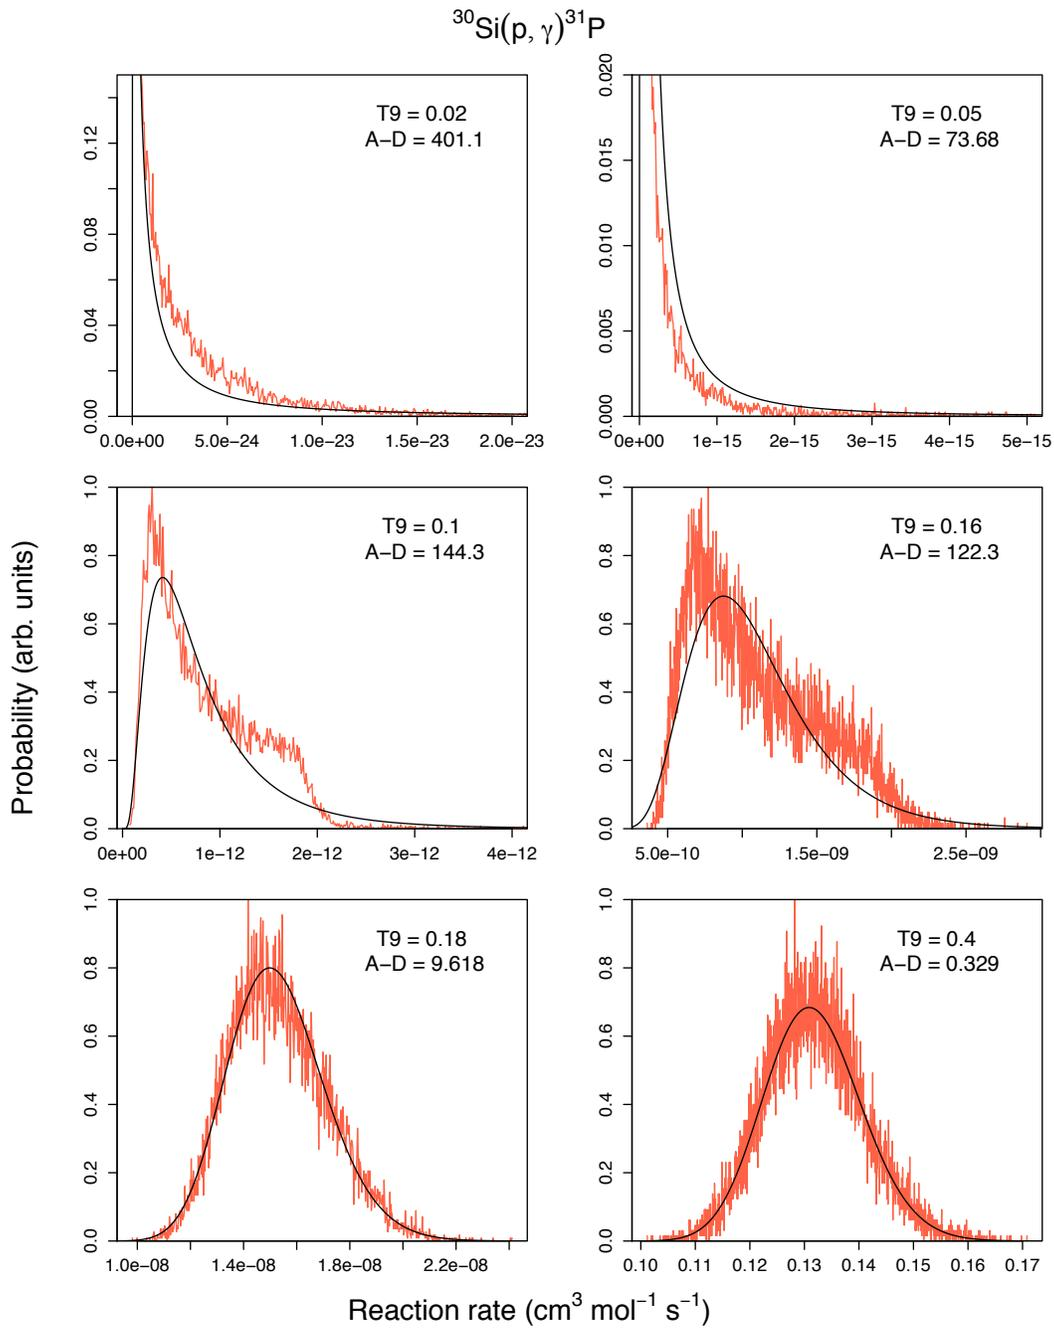 30Si(p, γ)31P
T9 = 0.02
A−D = 401.1
0.00 0.04 0.08 0.12
0.0e+00 5.0e−24 1.0e−23 1.5e−23 2.0e−23
T9 = 0.05
A−D = 73.68
0.000 0.005 0.010 0.015 0.020
0e+00 1e−15 2e−15 3e−15 4e−15 5e−15
Probability (arb. units)
T9 = 0.1
A−D = 144.3
0.0 0.2 0.4 0.6 0.8 1.0
0e+00 1e−12 2e−12 3e−12 4e−12
T9 = 0.16
A−D = 122.3
0.0 0.2 0.4 0.6 0.8 1.0
5.0e−10 1.5e−09 2.5e−09
T9 = 0.18
A−D = 9.618
0.0 0.2 0.4 0.6 0.8 1.0
1.0e−08 1.4e−08 1.8e−08 2.2e−08
T9 = 0.4
A−D = 0.329
0.0 0.2 0.4 0.6 0.8 1.0
0.10 0.11 0.12 0.13 0.14 0.15 0.16 0.17
Reaction rate (cm³ mol⁻¹ s⁻¹)